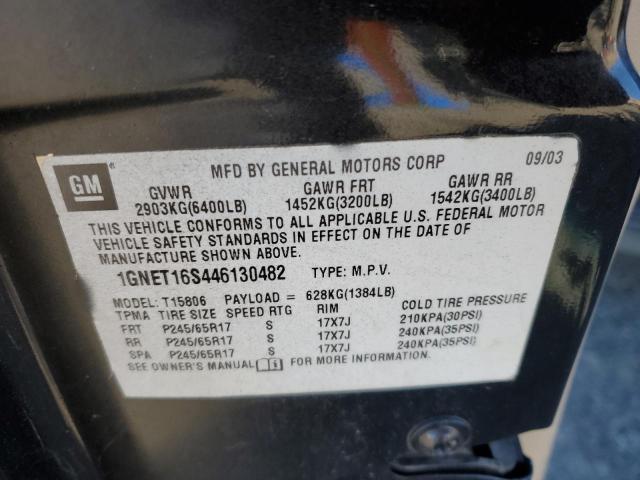 GM ®
MFD BY GENERAL MOTORS CORP 09/03
GVWR GAWR FRT GAWR RR
2903KG(6400LB) 1452KG(3200LB) 1542KG(3400LB)
THIS VEHICLE CONFORMS TO ALL APPLICABLE U.S. FEDERAL MOTOR
VEHICLE SAFETY STANDARDS IN EFFECT ON THE DATE OF
MANUFACTURE SHOWN ABOVE.
1GNET16S446130482 TYPE: M.P.V.
MODEL: T15806 PAYLOAD = 628KG(1384LB)
TPMA TIRE SIZE SPEED RTG RIM COLD TIRE PRESSURE
FRT P245/65R17 S 17X7J 210KPA(30PSI)
RR P245/65R17 S 17X7J 240KPA(35PSI)
SPA P245/65R17 S 17X7J 240KPA(35PSI)
SEE OWNER'S MANUAL FOR MORE INFORMATION.